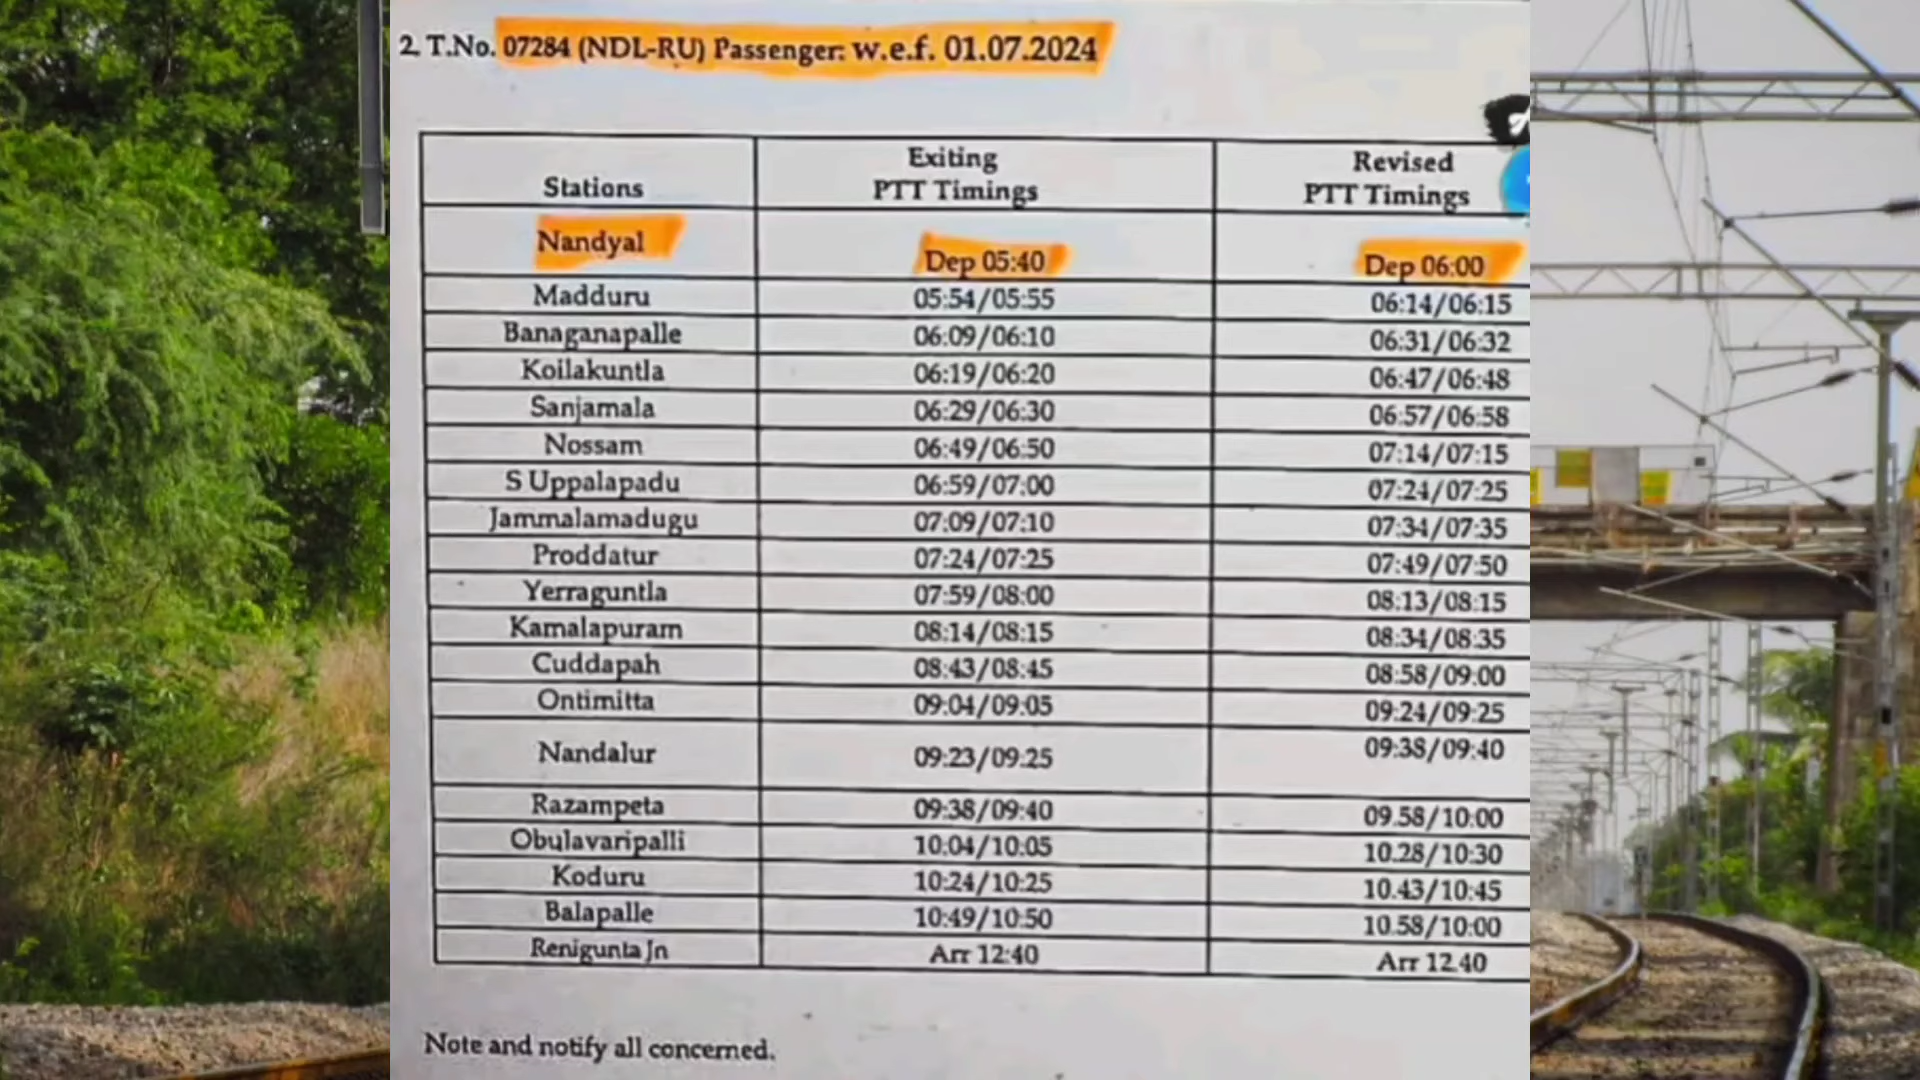 2. T.No. 07284 (NDL-RU) Passenger: w.e.f. 01.07.2024
Stations Exiting PTT Timings Revised PTT Timings
Nandyal Dep 05:40 Dep 06:00
Madduru 05:54/05:55 06:14/06:15
Banaganapalle 06:09/06:10 06:31/06:32
Koilakuntla 06:19/06:20 06:47/06:48
Sanjamala 06:29/06:30 06:57/06:58
Nossam 06:49/06:50 07:14/07:15
S Uppalapadu 06:59/07:00 07:24/07:25
Jammalamadugu 07:09/07:10 07:34/07:35
Proddatur 07:24/07:25 07:49/07:50
Yerraguntla 07:59/08:00 08:13/08:15
Kamalapuram 08:14/08:15 08:34/08:35
Cuddapah 08:43/08:45 08:58/09:00
Ontimitta 09:04/09:05 09:24/09:25
Nandalur 09:23/09:25 09:38/09:40
Razampeta 09:38/09:40 09.58/10:00
Obulavaripalli 10:04/10:05 10.28/10:30
Koduru 10:24/10:25 10.43/10:45
Balapalle 10:49/10:50 10.58/10:00
Renigunta Jn Arr 12:40 Arr 12.40
Note and notify all concerned.